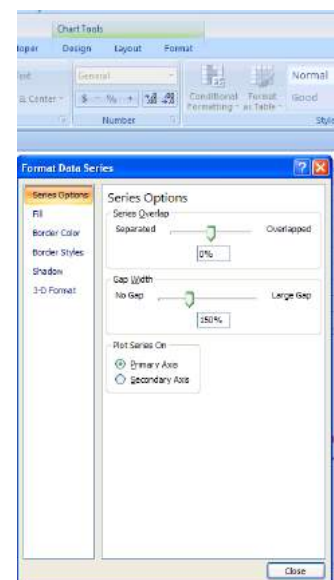 Chart Tools
Design Layout Format
General
Normal
& Center
$ %
Conditional Format
Formatting as Table
Good
Number
Format Data Series
Series Options
Fill
Border Color
Border Styles
Shadow
3-D Format
Series Options
Series Overlap
Separated Overlapped
0%
Gap Width
No Gap Large Gap
150%
Plot Series On
Primary Axis
Secondary Axis
Close